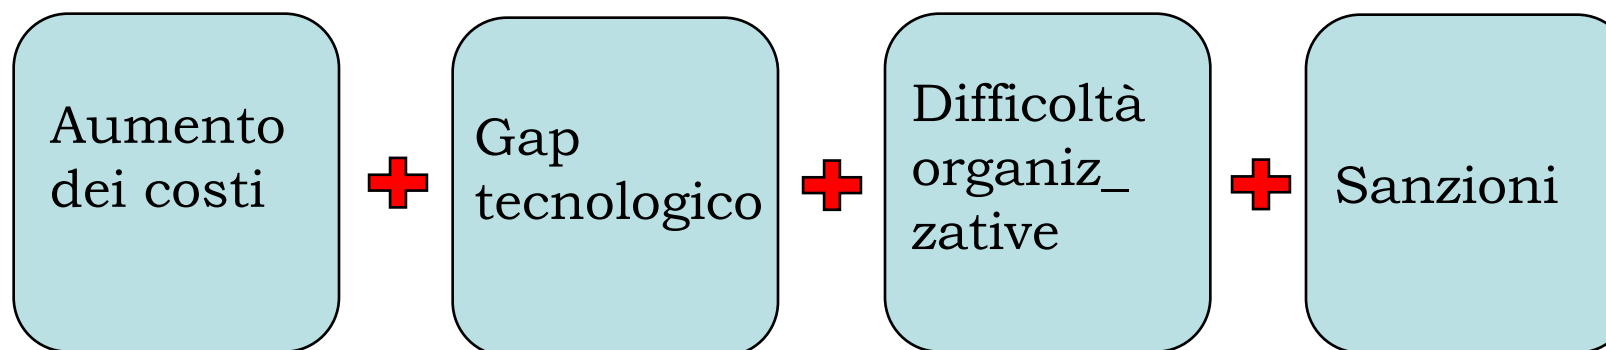 Aumento
dei costi
Gap
tecnologico
Difficoltà
organiz_
zative
Sanzioni